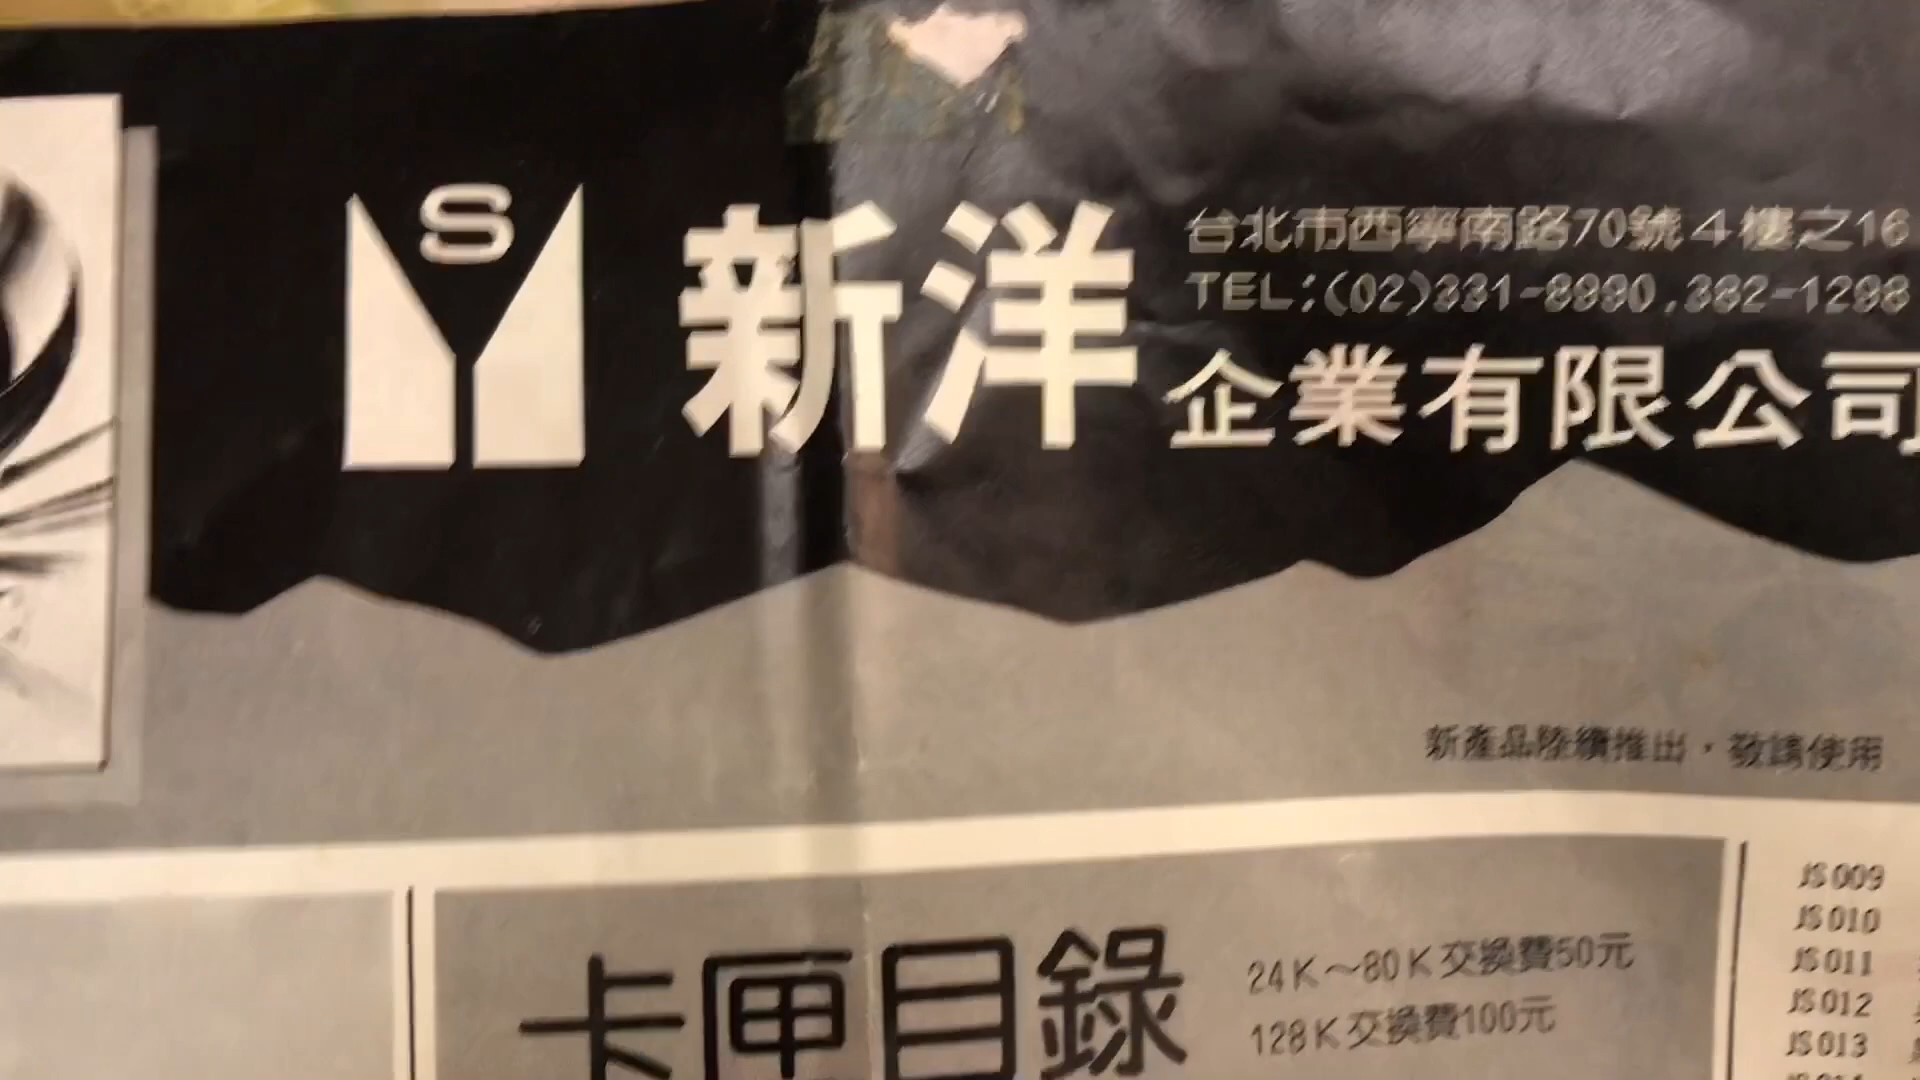 S
新洋
台北市西寧南路70號4樓之16
TEL:(02)331-8990,382-1298
企業有限公司
新產品陸續推出，敬請使用
卡匣目錄
24K～80K交換費50元
128K交換費100元
JS009
JS010
JS011
JS012
JS013